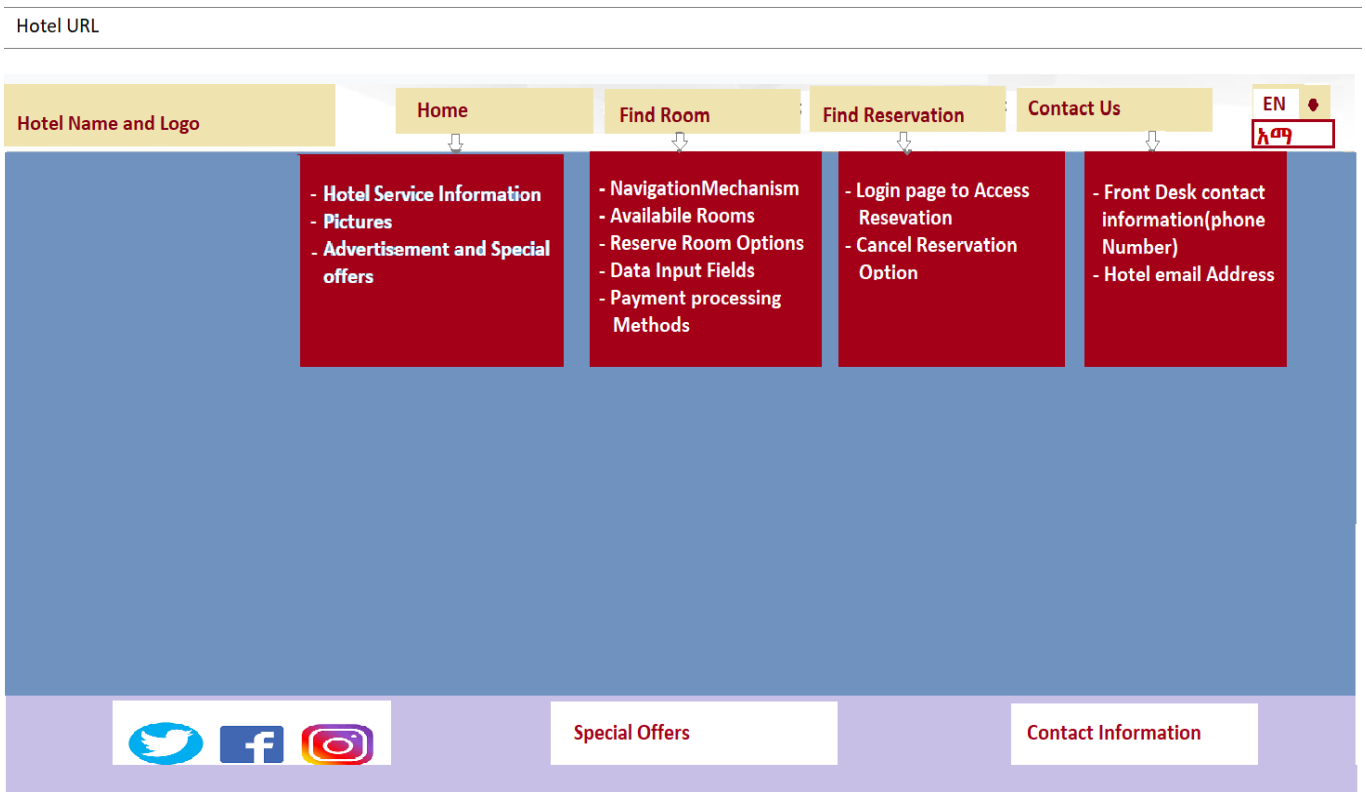 Hotel URL
Hotel Name and Logo
Home
Find Room
Find Reservation
Contact Us
EN
አማ
- Hotel Service Information
- Pictures
- Advertisement and Special
offers
- NavigationMechanism
- Availabile Rooms
- Reserve Room Options
- Data Input Fields
- Payment processing
Methods
- Login page to Access
Resevation
- Cancel Reservation
Option
- Front Desk contact
information(phone
Number)
- Hotel email Address
Special Offers
Contact Information